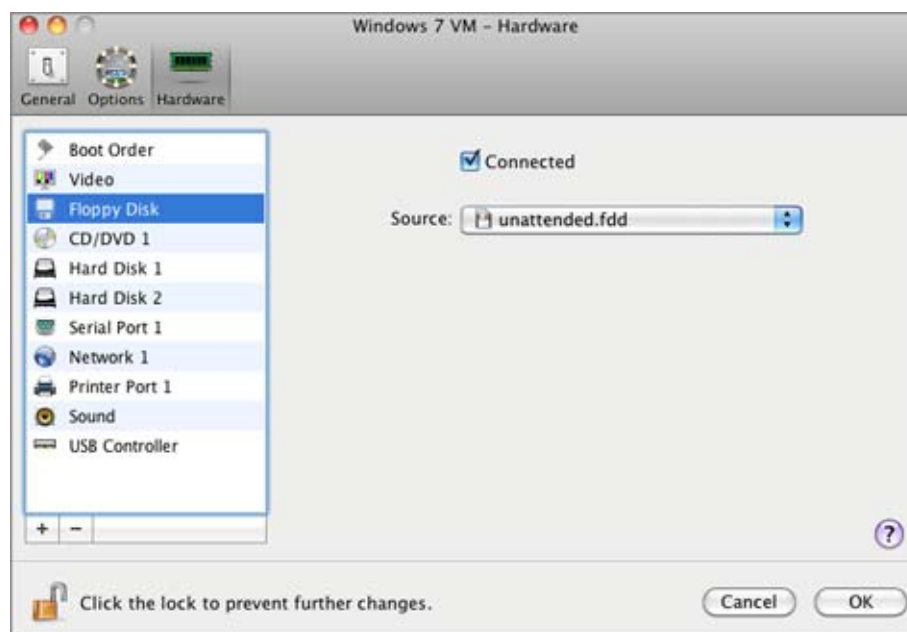 Windows 7 VM – Hardware
General Options Hardware
Boot Order
Video
Floppy Disk
CD/DVD 1
Hard Disk 1
Hard Disk 2
Serial Port 1
Network 1
Printer Port 1
Sound
USB Controller
+ −
Connected
Source: unattended.fdd
?
Click the lock to prevent further changes.
Cancel OK